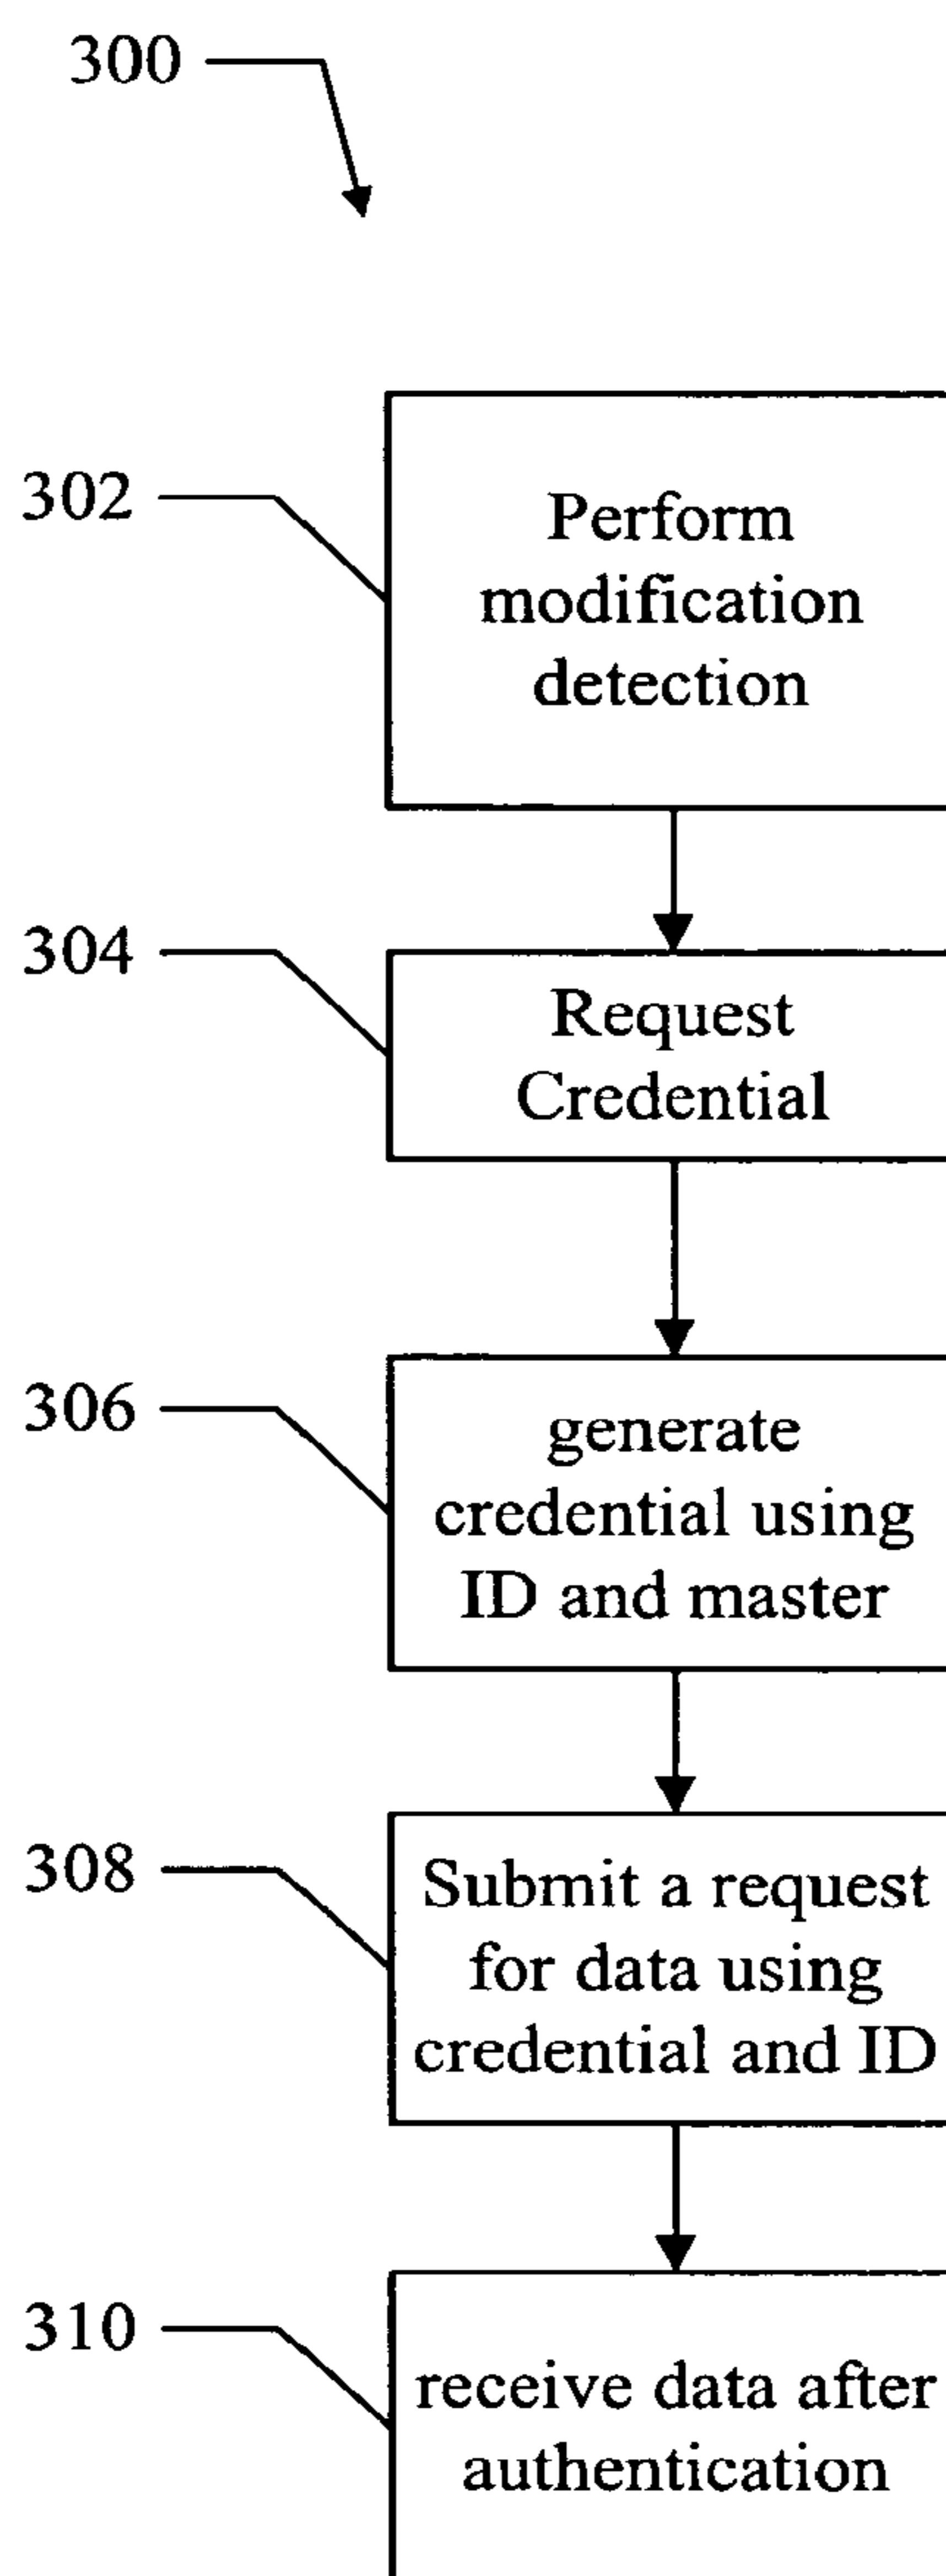 300
302
Perform
modification
detection
304
Request
Credential
306
generate
credential using
ID and master
308
Submit a request
for data using
credential and ID
310
receive data after
authentication